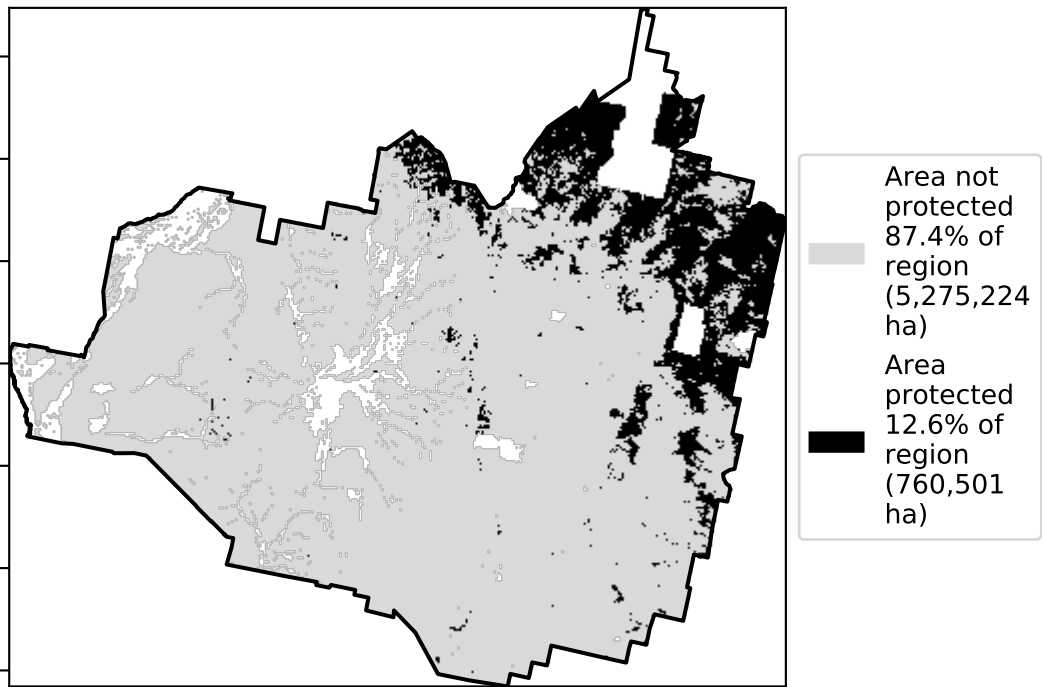 Area not
protected
87.4% of
region
(5,275,224
ha)
Area
protected
12.6% of
region
(760,501
ha)